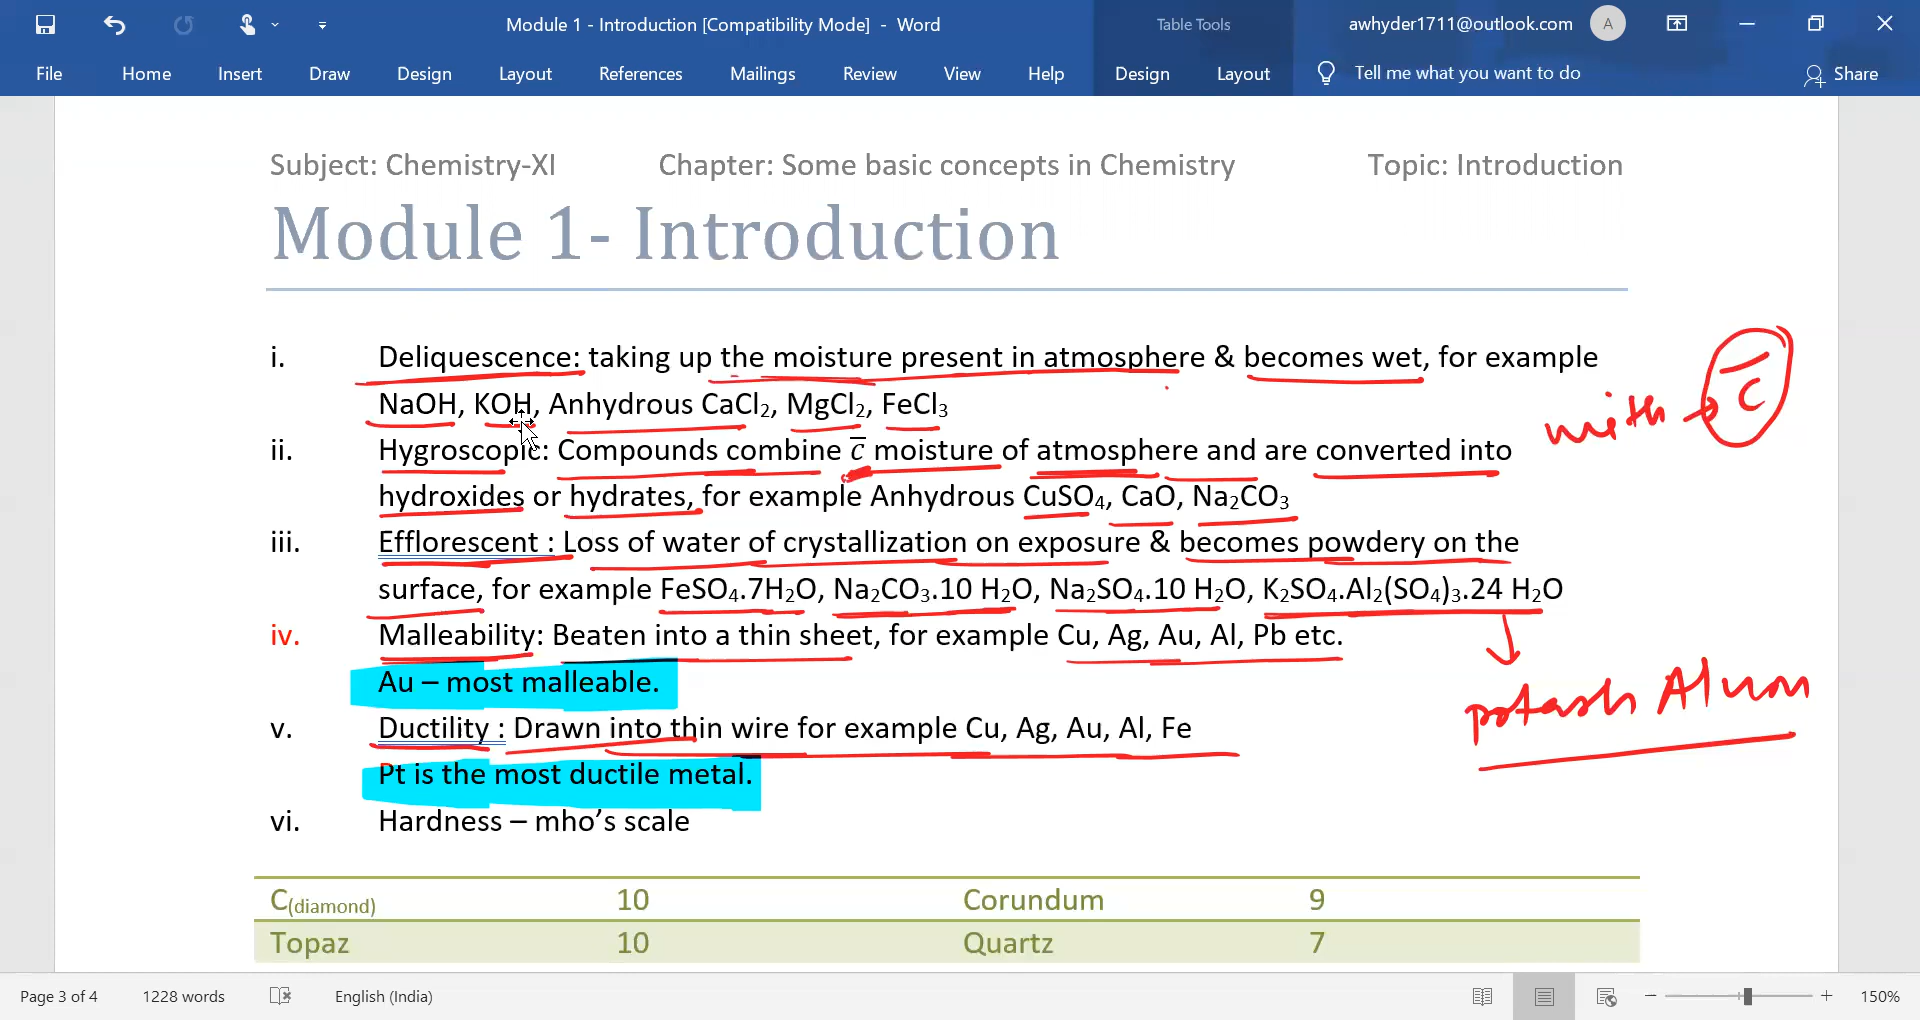 Module 1 - Introduction [Compatibility Mode] - Word
Table Tools
awhyder1711@outlook.com
A
File Home Insert Draw Design Layout References Mailings Review View Help Design Layout Tell me what you want to do Share
Subject: Chemistry-XI Chapter: Some basic concepts in Chemistry Topic: Introduction
Module 1- Introduction
i. Deliquescence: taking up the moisture present in atmosphere & becomes wet, for example
NaOH, KOH, Anhydrous CaCl₂, MgCl₂, FeCl₃
with → c̅
ii. Hygroscopic: Compounds combine c̅ moisture of atmosphere and are converted into
hydroxides or hydrates, for example Anhydrous CuSO₄, CaO, Na₂CO₃
iii. Efflorescent : Loss of water of crystallization on exposure & becomes powdery on the
surface, for example FeSO₄.7H₂O, Na₂CO₃.10 H₂O, Na₂SO₄.10 H₂O, K₂SO₄.Al₂(SO₄)₃.24 H₂O
iv. Malleability: Beaten into a thin sheet, for example Cu, Ag, Au, Al, Pb etc.
Au – most malleable.
potash Alum
v. Ductility : Drawn into thin wire for example Cu, Ag, Au, Al, Fe
Pt is the most ductile metal.
vi. Hardness – mho’s scale
C(diamond) 10 Corundum 9
Topaz 10 Quartz 7
Page 3 of 4 1228 words English (India) 150%